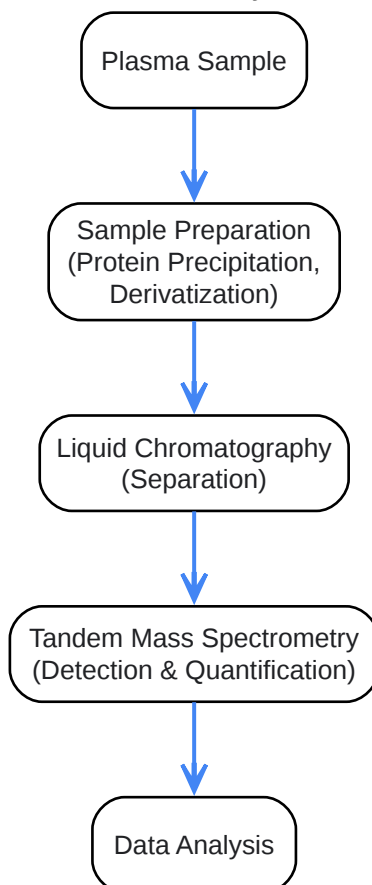 Plasma Sample
Sample Preparation
(Protein Precipitation,
Derivatization)
Liquid Chromatography
(Separation)
Tandem Mass Spectrometry
(Detection & Quantification)
Data Analysis